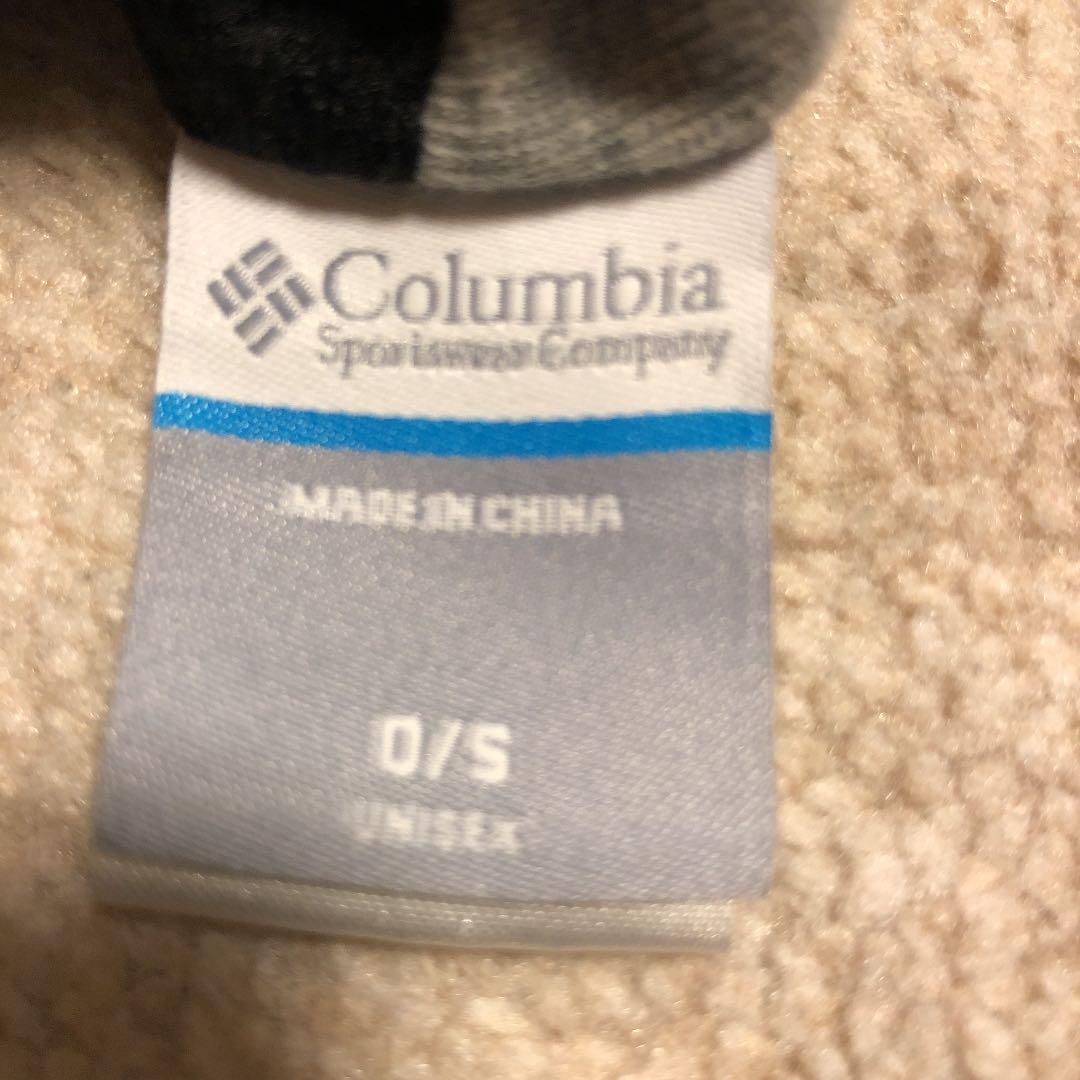 Columbia
Sportswear Company
MADE IN CHINA
O/S
UNISEX